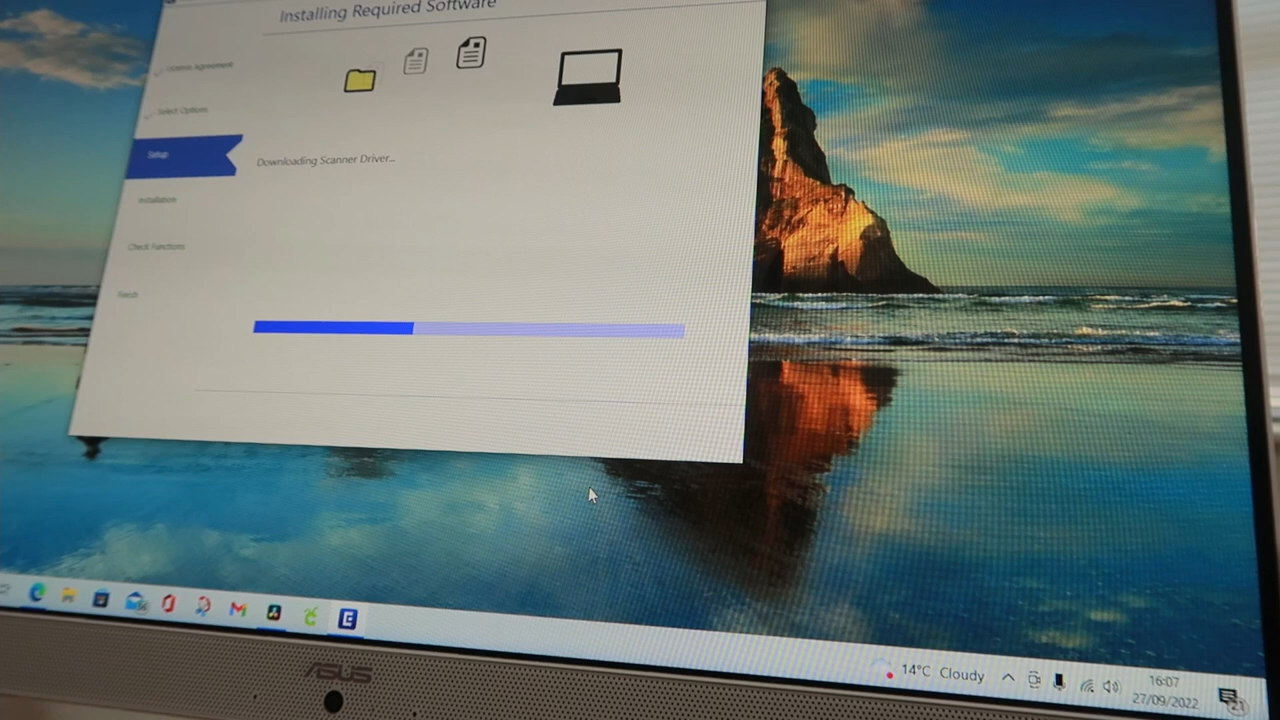 Installing Required Software
License Agreement
Select Options
Setup
Downloading Scanner Driver...
Installation
Check Functions
Finish
14°C Cloudy
16:07
27/09/2022
21
ASUS